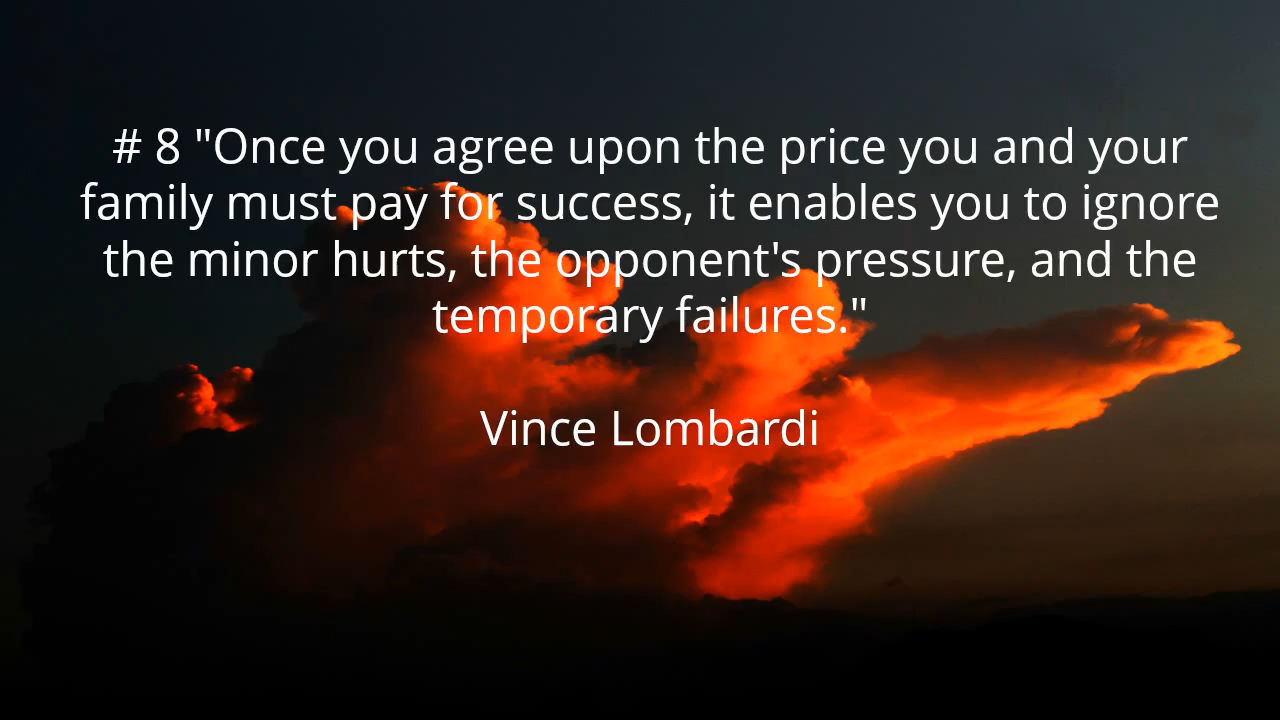 # 8 "Once you agree upon the price you and your
family must pay for success, it enables you to ignore
the minor hurts, the opponent's pressure, and the
temporary failures."
Vince Lombardi